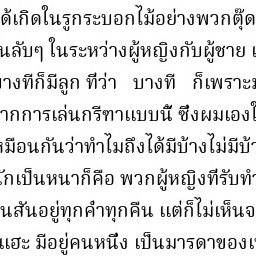 ด้เกิดในรูกระบอกไม้อย่างพวกตุ๊ด
นลับๆ ในระหว่างผู้หญิงกับผู้ชาย
บางทีก็มีลูก ที่ว่า บางที ก็เพราะม
ากการเล่นกรีฑาแบบนี้ ซึ่งผมเองใ
หมือนกันว่าทำไมถึงได้มีบ้างไม่มีบ้า
นักเป็นหนาก็คือ พวกผู้หญิงที่รับทำ
นสันอยู่ทุกค่ำทุกคืน แต่ก็ไม่เห็นจ
นแฮะ มีอยู่คนหนึ่ง เป็นมารดาของเ